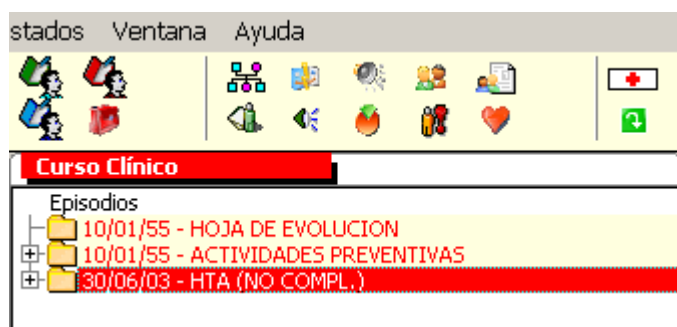 stados Ventana Ayuda
Curso Clínico
Episodios
10/01/55 - HOJA DE EVOLUCION
10/01/55 - ACTIVIDADES PREVENTIVAS
30/06/03 - HTA (NO COMPL.)